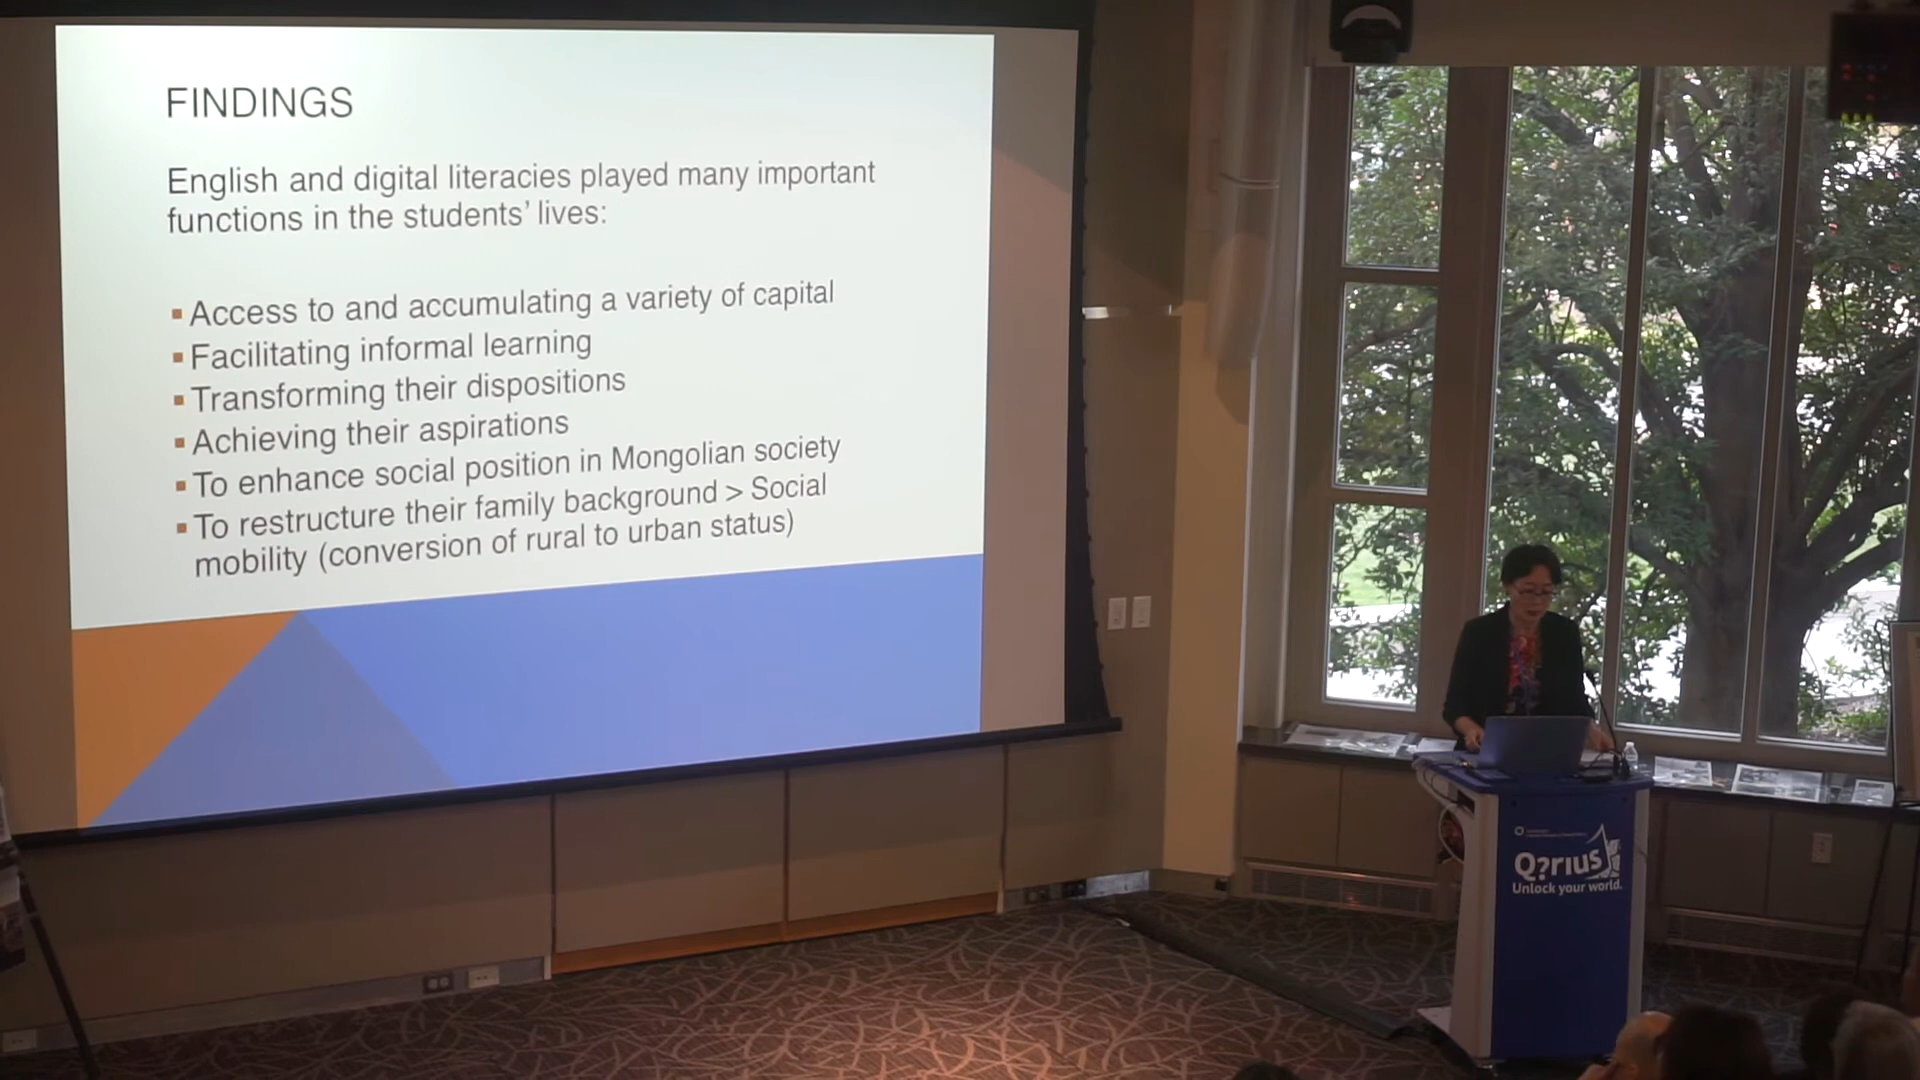 FINDINGS
English and digital literacies played many important
functions in the students' lives:
▪ Access to and accumulating a variety of capital
▪ Facilitating informal learning
▪ Transforming their dispositions
▪ Achieving their aspirations
▪ To enhance social position in Mongolian society
▪ To restructure their family background > Social
mobility (conversion of rural to urban status)
Q?rius
Unlock your world.